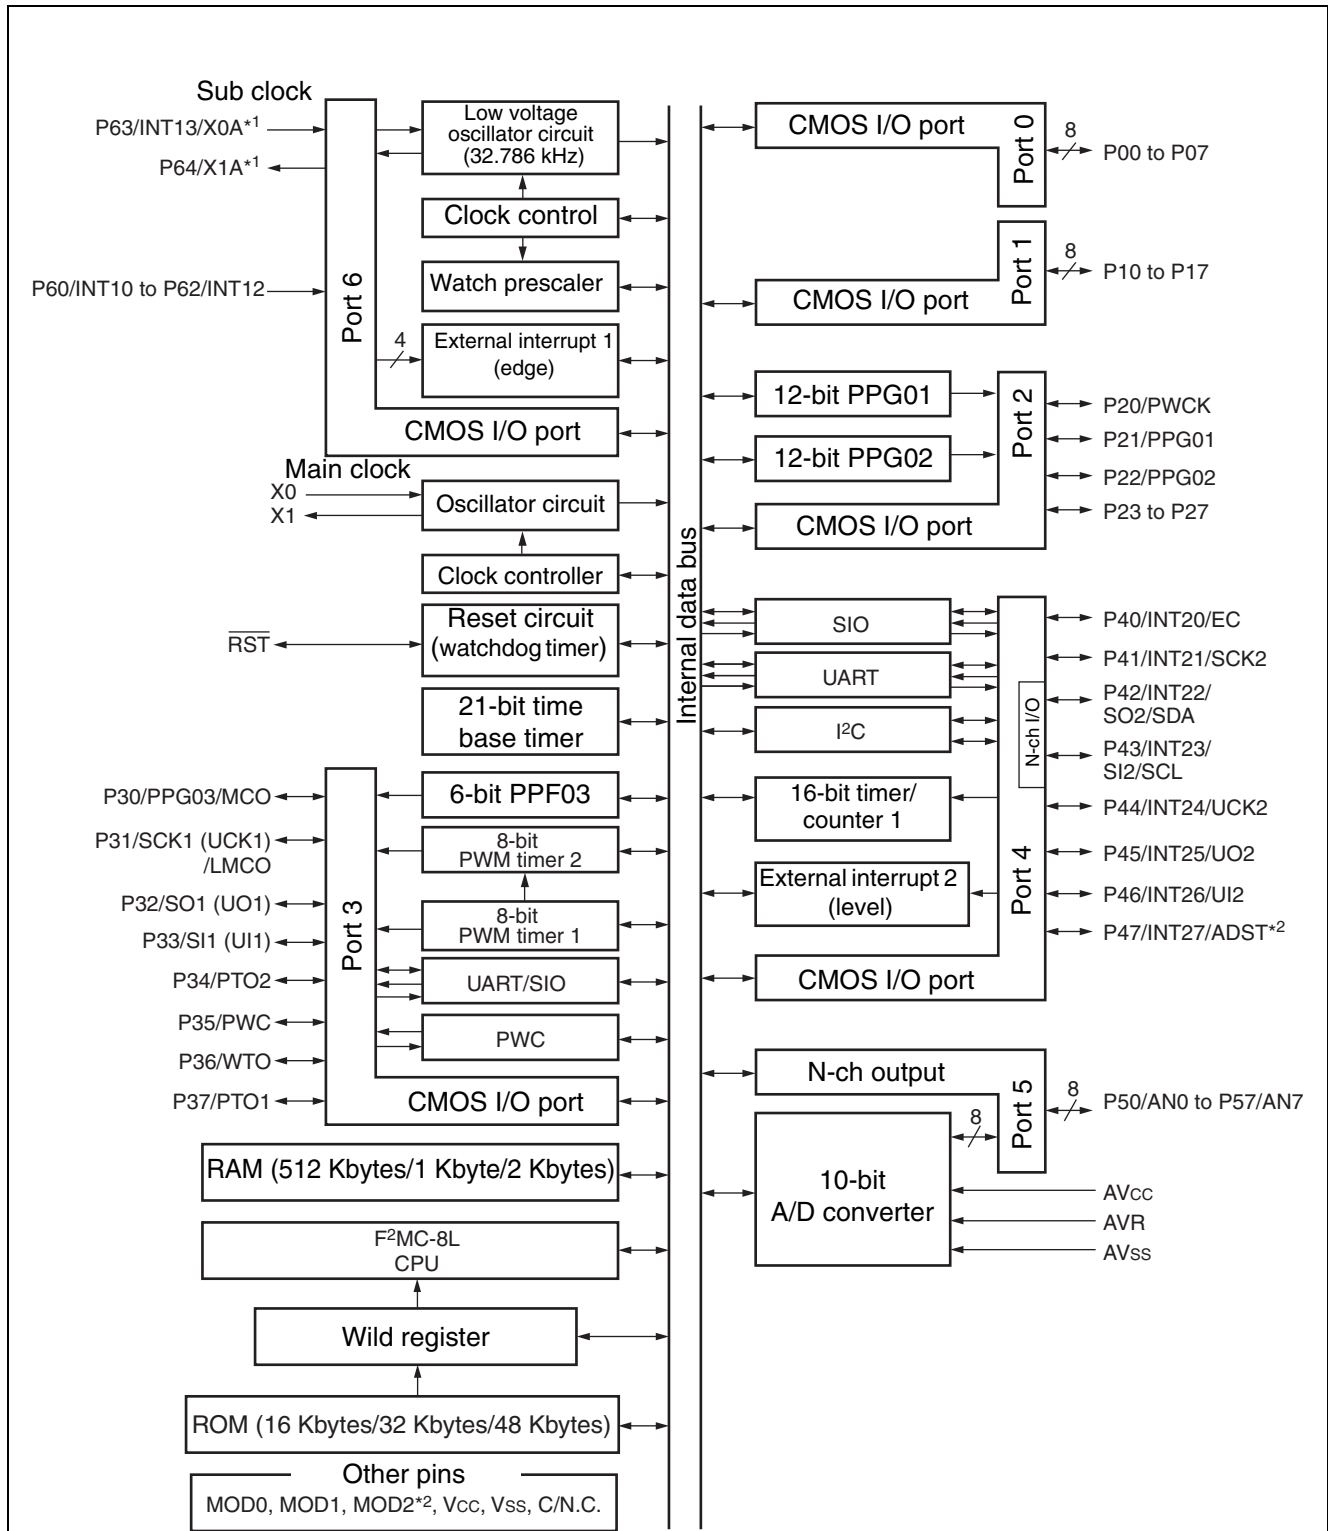 Sub clock
P63/INT13/X0A*1
P64/X1A*1
P60/INT10 to P62/INT12
Port 6
Low voltage
oscillator circuit
(32.786 kHz)
Clock control
Watch prescaler
4
External interrupt 1
(edge)
CMOS I/O port
Main clock
X0
X1
Oscillator circuit
Clock controller
RST
Reset circuit
(watchdog timer)
21-bit time
base timer
P30/PPG03/MCO
P31/SCK1 (UCK1)
/LMCO
P32/SO1 (UO1)
P33/SI1 (UI1)
P34/PTO2
P35/PWC
P36/WTO
P37/PTO1
Port 3
6-bit PPF03
8-bit
PWM timer 2
8-bit
PWM timer 1
UART/SIO
PWC
CMOS I/O port
RAM (512 Kbytes/1 Kbyte/2 Kbytes)
F2MC-8L
CPU
Wild register
ROM (16 Kbytes/32 Kbytes/48 Kbytes)
Other pins
MOD0, MOD1, MOD2*2, VCC, VSS, C/N.C.
Internal data bus
CMOS I/O port
Port 0
8
P00 to P07
Port 1
8
P10 to P17
CMOS I/O port
12-bit PPG01
12-bit PPG02
CMOS I/O port
Port 2
P20/PWCK
P21/PPG01
P22/PPG02
P23 to P27
SIO
UART
I2C
16-bit timer/
counter 1
External interrupt 2
(level)
CMOS I/O port
N-ch I/O
Port 4
P40/INT20/EC
P41/INT21/SCK2
P42/INT22/
SO2/SDA
P43/INT23/
SI2/SCL
P44/INT24/UCK2
P45/INT25/UO2
P46/INT26/UI2
P47/INT27/ADST*2
N-ch output
Port 5
8
P50/AN0 to P57/AN7
8
10-bit
A/D converter
AVCC
AVR
AVSS